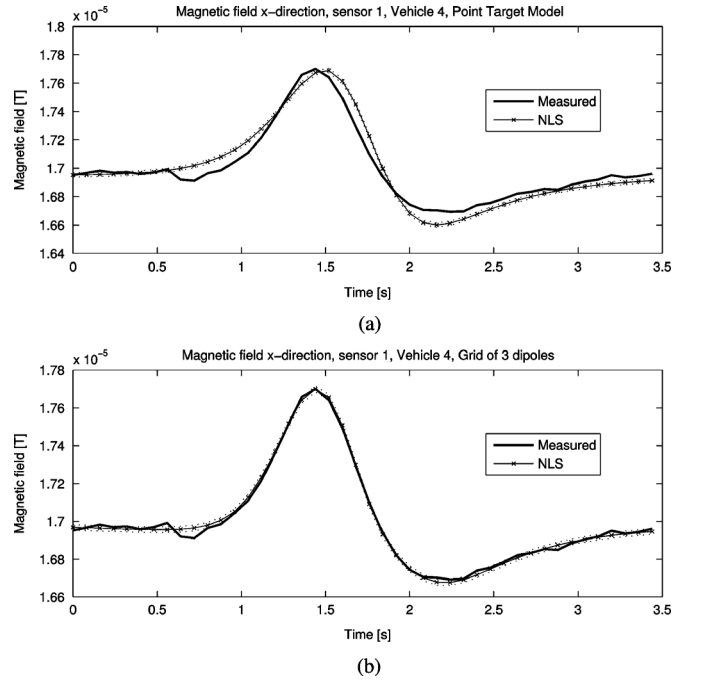 Magnetic field x−direction, sensor 1, Vehicle 4, Point Target Model
x 10⁻⁵
1.8
1.78
1.76
1.74
1.72
1.7
1.68
1.66
1.64
Magnetic field [T]
Measured
NLS
0 0.5 1 1.5 2 2.5 3 3.5
Time [s]
(a)
Magnetic field x−direction, sensor 1, Vehicle 4, Grid of 3 dipoles
x 10⁻⁵
1.78
1.76
1.74
1.72
1.7
1.68
1.66
Magnetic field [T]
Measured
NLS
0 0.5 1 1.5 2 2.5 3 3.5
Time [s]
(b)